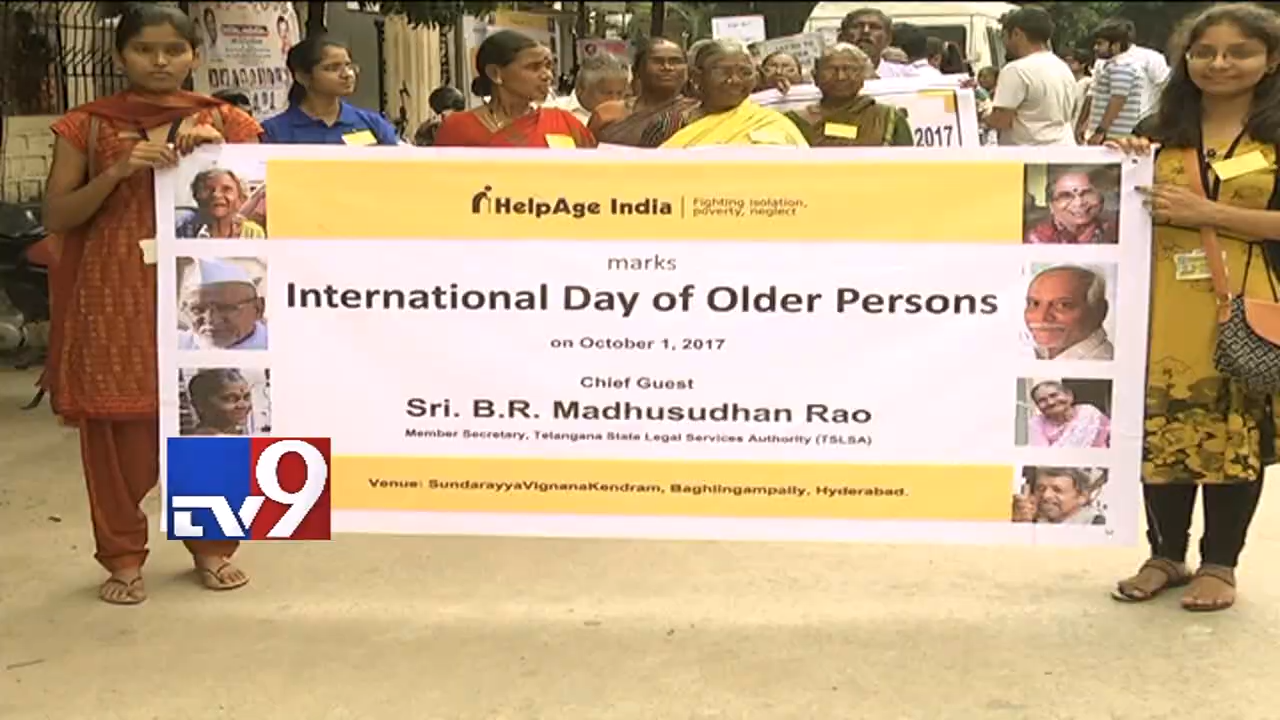 2017
HelpAge India | Fighting isolation,
poverty, neglect
marks
International Day of Older Persons
on October 1, 2017
Chief Guest
Sri. B.R. Madhusudhan Rao
Member Secretary, Telangana State Legal Services Authority (TSLSA)
Venue: SundarayyaVignanaKendram, Baghlingampally, Hyderabad.
TV9